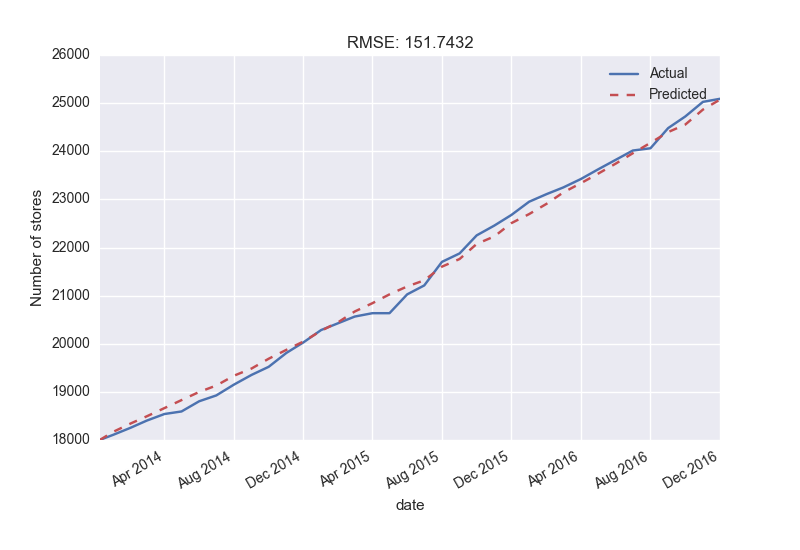 RMSE: 151.7432
Actual
Predicted
26000
25000
24000
23000
22000
21000
20000
19000
18000
Number of stores
Apr 2014
Aug 2014
Dec 2014
Apr 2015
Aug 2015
Dec 2015
Apr 2016
Aug 2016
Dec 2016
date